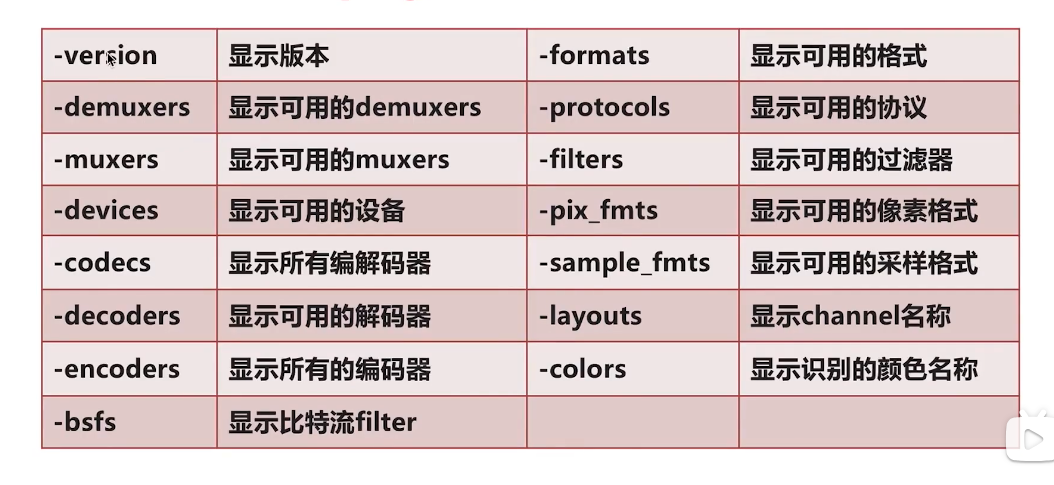 -version 显示版本 -formats 显示可用的格式
-demuxers 显示可用的demuxers -protocols 显示可用的协议
-muxers 显示可用的muxers -filters 显示可用的过滤器
-devices 显示可用的设备 -pix_fmts 显示可用的像素格式
-codecs 显示所有编解码器 -sample_fmts 显示可用的采样格式
-decoders 显示可用的解码器 -layouts 显示channel名称
-encoders 显示所有的编码器 -colors 显示识别的颜色名称
-bsfs 显示比特流filter